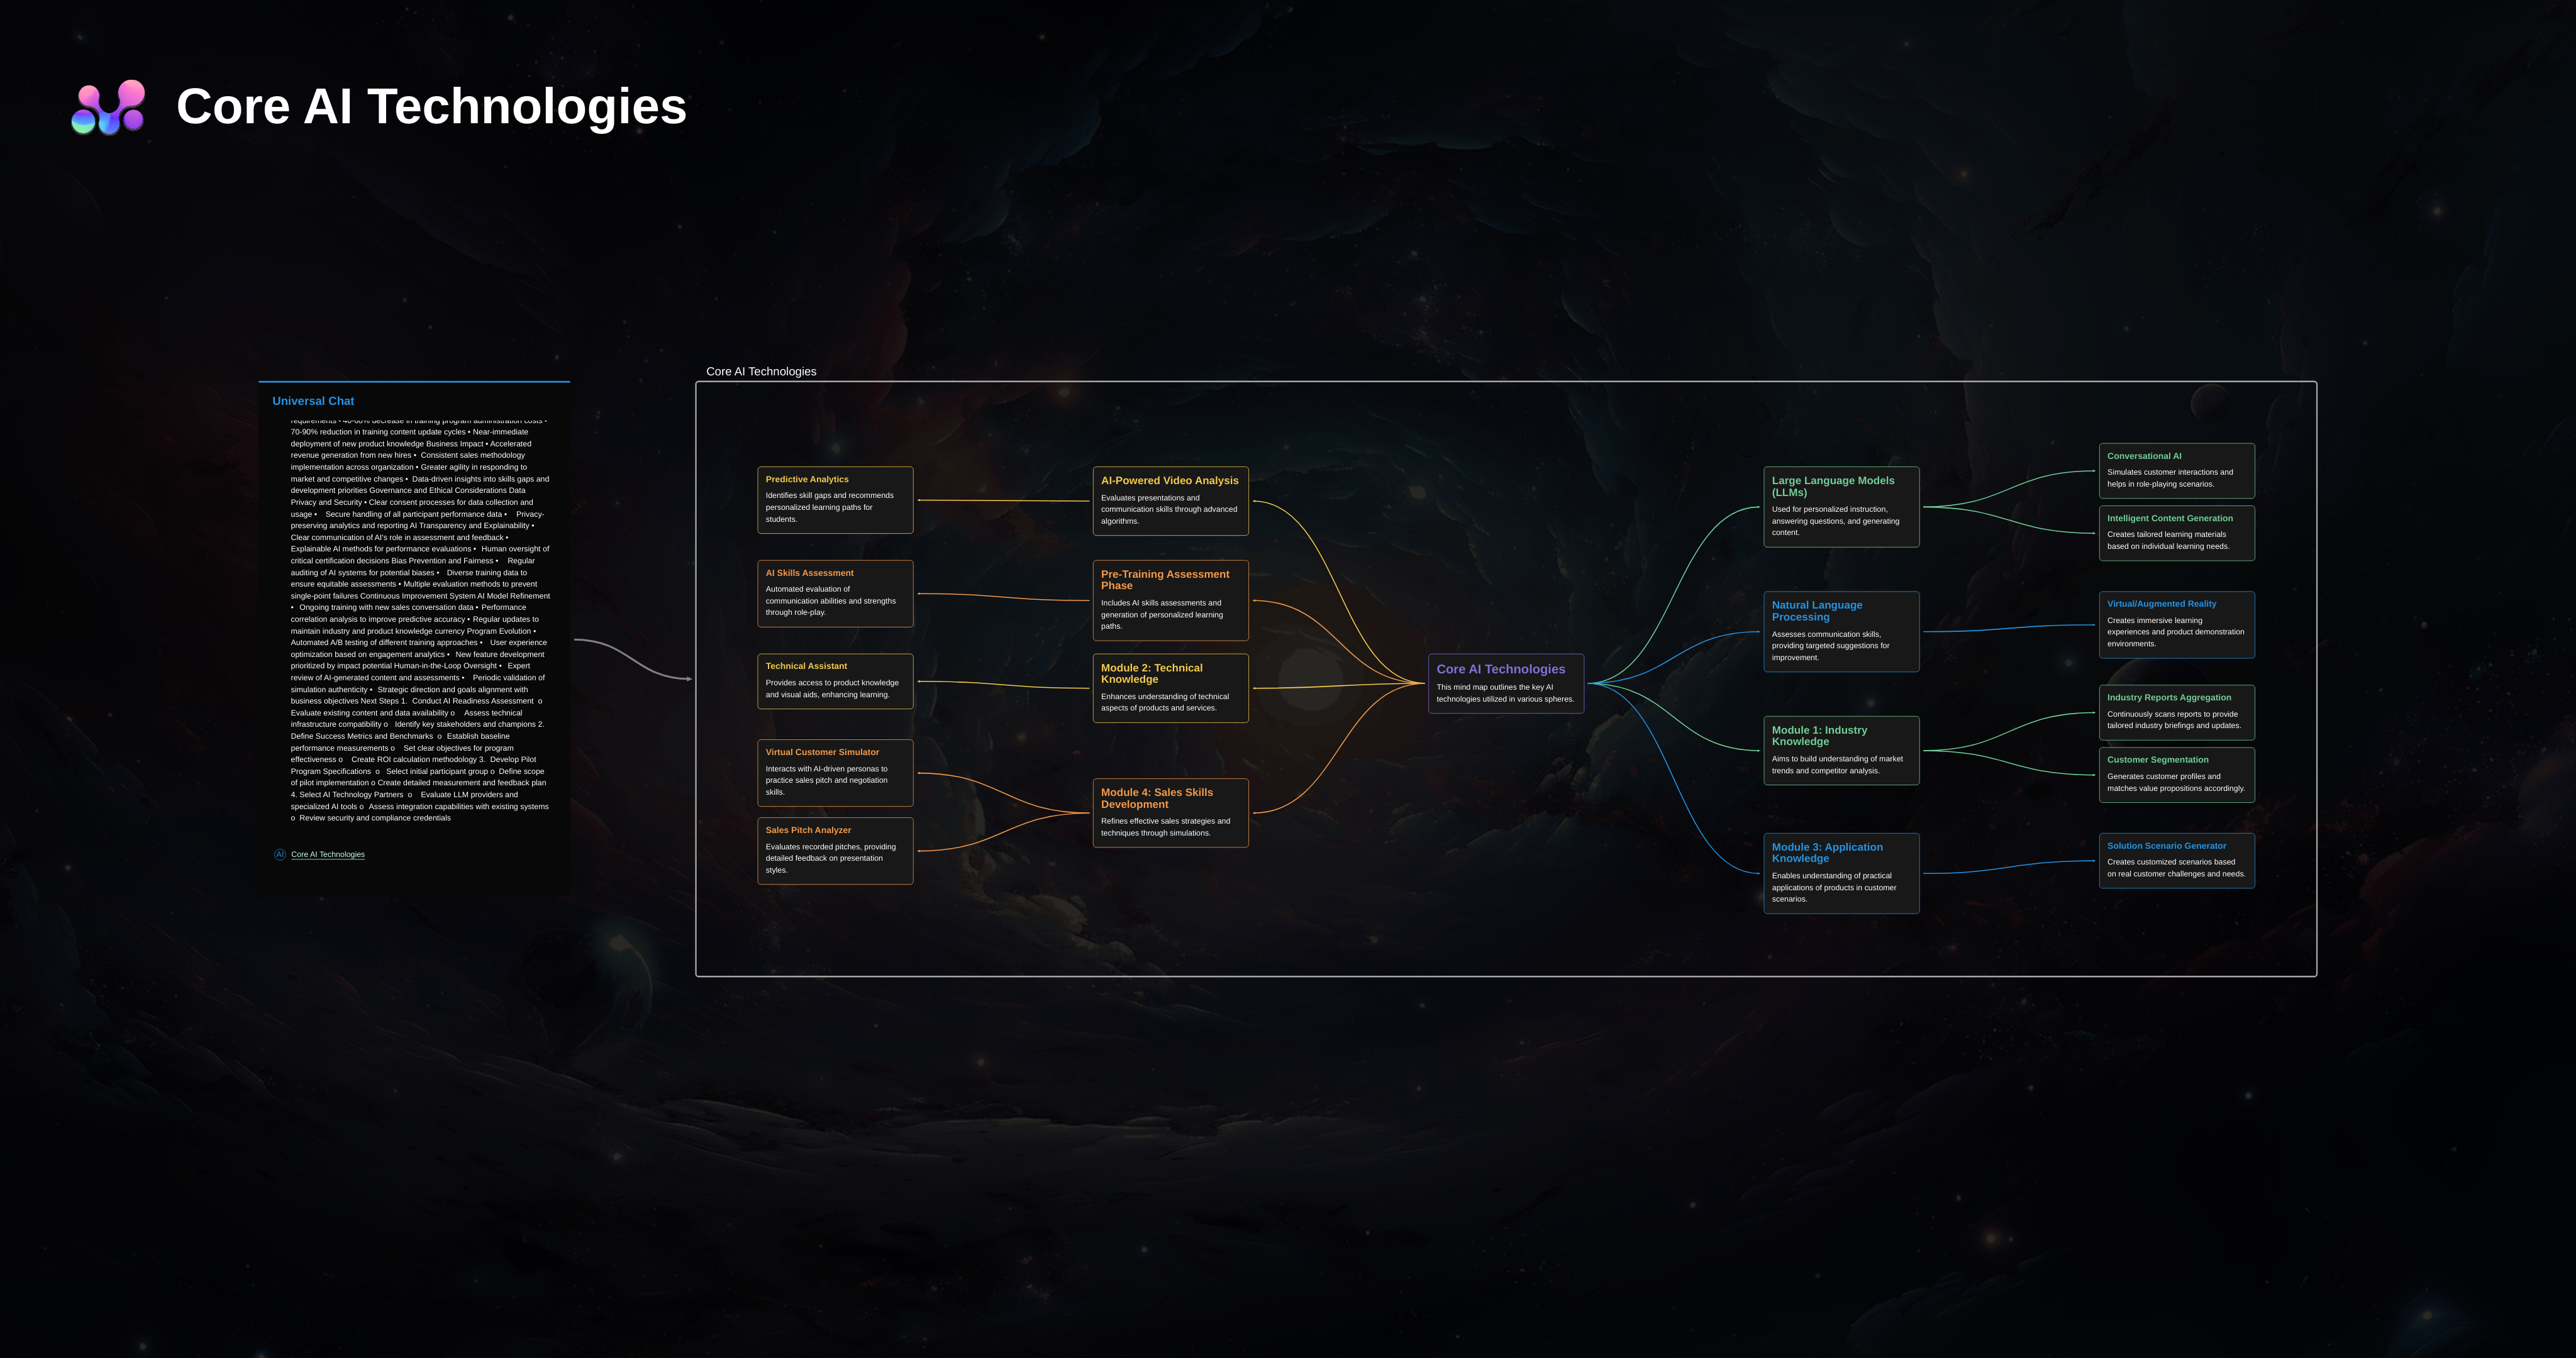 Core AI Technologies
Universal Chat
requirements • 40-60% decrease in training program administration costs •
70-90% reduction in training content update cycles • Near-immediate
deployment of new product knowledge Business Impact • Accelerated
revenue generation from new hires • Consistent sales methodology
implementation across organization • Greater agility in responding to
market and competitive changes • Data-driven insights into skills gaps and
development priorities Governance and Ethical Considerations Data
Privacy and Security • Clear consent processes for data collection and
usage • Secure handling of all participant performance data • Privacy-
preserving analytics and reporting AI Transparency and Explainability •
Clear communication of AI's role in assessment and feedback •
Explainable AI methods for performance evaluations • Human oversight of
critical certification decisions Bias Prevention and Fairness • Regular
auditing of AI systems for potential biases • Diverse training data to
ensure equitable assessments • Multiple evaluation methods to prevent
single-point failures Continuous Improvement System AI Model Refinement
• Ongoing training with new sales conversation data • Performance
correlation analysis to improve predictive accuracy • Regular updates to
maintain industry and product knowledge currency Program Evolution •
Automated A/B testing of different training approaches • User experience
optimization based on engagement analytics • New feature development
prioritized by impact potential Human-in-the-Loop Oversight • Expert
review of AI-generated content and assessments • Periodic validation of
simulation authenticity • Strategic direction and goals alignment with
business objectives Next Steps 1. Conduct AI Readiness Assessment o
Evaluate existing content and data availability o Assess technical
infrastructure compatibility o Identify key stakeholders and champions 2.
Define Success Metrics and Benchmarks o Establish baseline
performance measurements o Set clear objectives for program
effectiveness o Create ROI calculation methodology 3. Develop Pilot
Program Specifications o Select initial participant group o Define scope
of pilot implementation o Create detailed measurement and feedback plan
4. Select AI Technology Partners o Evaluate LLM providers and
specialized AI tools o Assess integration capabilities with existing systems
o Review security and compliance credentials
AI Core AI Technologies
Core AI Technologies
Predictive Analytics
Identifies skill gaps and recommends
personalized learning paths for
students.
AI Skills Assessment
Automated evaluation of
communication abilities and strengths
through role-play.
Technical Assistant
Provides access to product knowledge
and visual aids, enhancing learning.
Virtual Customer Simulator
Interacts with AI-driven personas to
practice sales pitch and negotiation
skills.
Sales Pitch Analyzer
Evaluates recorded pitches, providing
detailed feedback on presentation
styles.
AI-Powered Video Analysis
Evaluates presentations and
communication skills through advanced
algorithms.
Pre-Training Assessment
Phase
Includes AI skills assessments and
generation of personalized learning
paths.
Module 2: Technical
Knowledge
Enhances understanding of technical
aspects of products and services.
Module 4: Sales Skills
Development
Refines effective sales strategies and
techniques through simulations.
Core AI Technologies
This mind map outlines the key AI
technologies utilized in various spheres.
Large Language Models
(LLMs)
Used for personalized instruction,
answering questions, and generating
content.
Natural Language
Processing
Assesses communication skills,
providing targeted suggestions for
improvement.
Module 1: Industry
Knowledge
Aims to build understanding of market
trends and competitor analysis.
Module 3: Application
Knowledge
Enables understanding of practical
applications of products in customer
scenarios.
Conversational AI
Simulates customer interactions and
helps in role-playing scenarios.
Intelligent Content Generation
Creates tailored learning materials
based on individual learning needs.
Virtual/Augmented Reality
Creates immersive learning
experiences and product demonstration
environments.
Industry Reports Aggregation
Continuously scans reports to provide
tailored industry briefings and updates.
Customer Segmentation
Generates customer profiles and
matches value propositions accordingly.
Solution Scenario Generator
Creates customized scenarios based
on real customer challenges and needs.